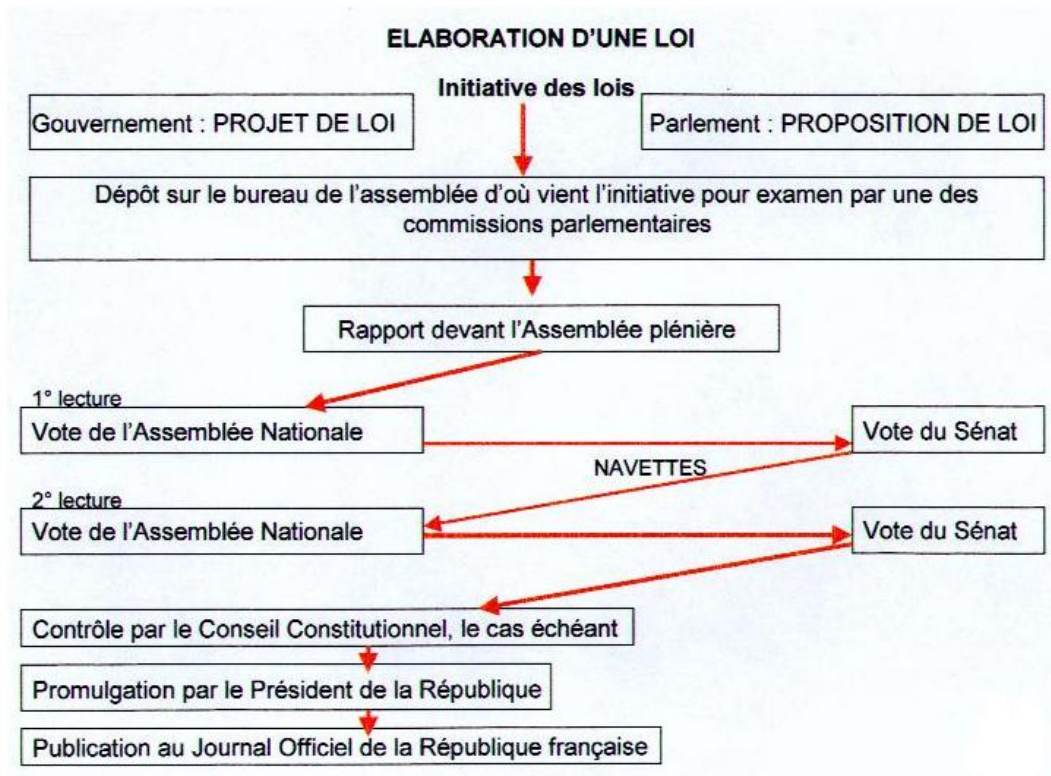 ELABORATION D'UNE LOI
Initiative des lois
Gouvernement : PROJET DE LOI
Parlement : PROPOSITION DE LOI
Dépôt sur le bureau de l'assemblée d'où vient l'initiative pour examen par une des
commissions parlementaires
Rapport devant l'Assemblée plénière
1° lecture
Vote de l'Assemblée Nationale
Vote du Sénat
NAVETTES
2° lecture
Vote de l'Assemblée Nationale
Vote du Sénat
Contrôle par le Conseil Constitutionnel, le cas échéant
Promulgation par le Président de la République
Publication au Journal Officiel de la République française